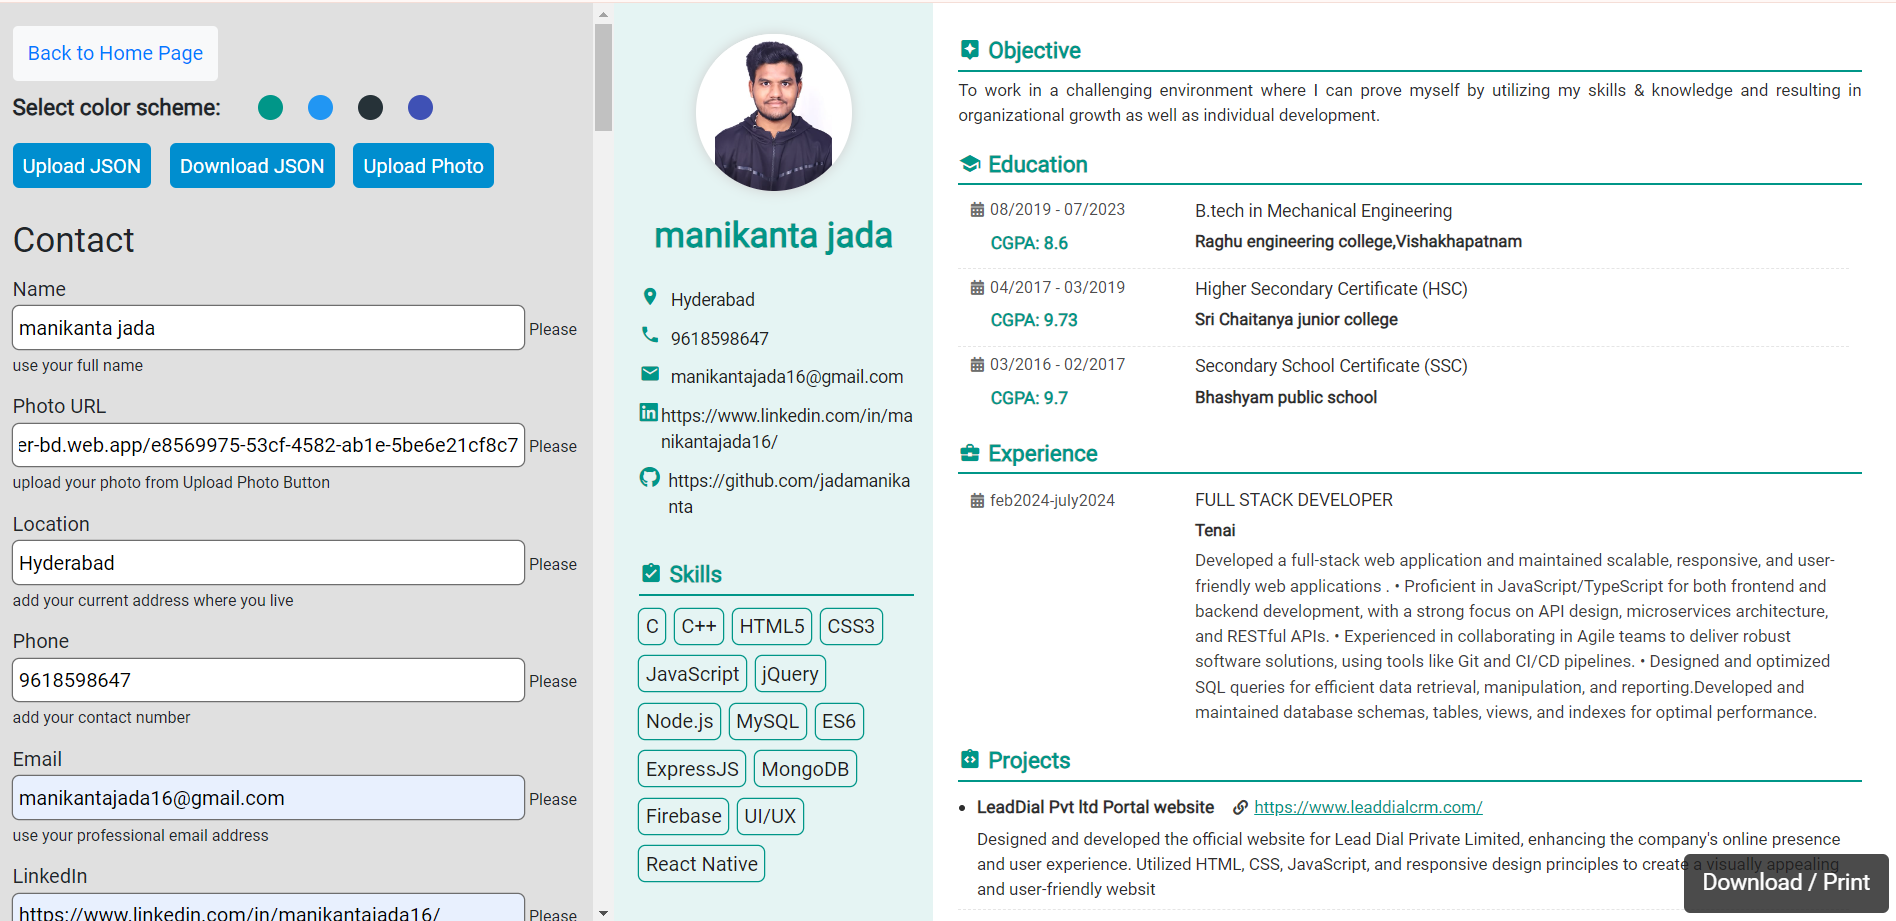 Back to Home Page
Select color scheme:
Upload JSON
Download JSON
Upload Photo
Contact
Name
manikanta jada
Please
use your full name
Photo URL
er-bd.web.app/e8569975-53cf-4582-ab1e-5be6e21cf8c7
Please
upload your photo from Upload Photo Button
Location
Hyderabad
Please
add your current address where you live
Phone
9618598647
Please
add your contact number
Email
manikantajada16@gmail.com
Please
use your professional email address
LinkedIn
https://www.linkedin.com/in/manikantajada16/
Please
manikanta jada
Hyderabad
9618598647
manikantajada16@gmail.com
https://www.linkedin.com/in/ma
nikantajada16/
https://github.com/jadamanika
nta
Skills
C
C++
HTML5
CSS3
JavaScript
jQuery
Node.js
MySQL
ES6
ExpressJS
MongoDB
Firebase
UI/UX
React Native
Objective
To work in a challenging environment where I can prove myself by utilizing my skills & knowledge and resulting in
organizational growth as well as individual development.
Education
08/2019 - 07/2023
B.tech in Mechanical Engineering
CGPA: 8.6
Raghu engineering college,Vishakhapatnam
04/2017 - 03/2019
Higher Secondary Certificate (HSC)
CGPA: 9.73
Sri Chaitanya junior college
03/2016 - 02/2017
Secondary School Certificate (SSC)
CGPA: 9.7
Bhashyam public school
Experience
feb2024-july2024
FULL STACK DEVELOPER
Tenai
Developed a full-stack web application and maintained scalable, responsive, and user-
friendly web applications . • Proficient in JavaScript/TypeScript for both frontend and
backend development, with a strong focus on API design, microservices architecture,
and RESTful APIs. • Experienced in collaborating in Agile teams to deliver robust
software solutions, using tools like Git and CI/CD pipelines. • Designed and optimized
SQL queries for efficient data retrieval, manipulation, and reporting.Developed and
maintained database schemas, tables, views, and indexes for optimal performance.
Projects
• LeadDial Pvt ltd Portal website https://www.leaddialcrm.com/
Designed and developed the official website for Lead Dial Private Limited, enhancing the company's online presence
and user experience. Utilized HTML, CSS, JavaScript, and responsive design principles to create a visually appealing
and user-friendly websit
Download / Print